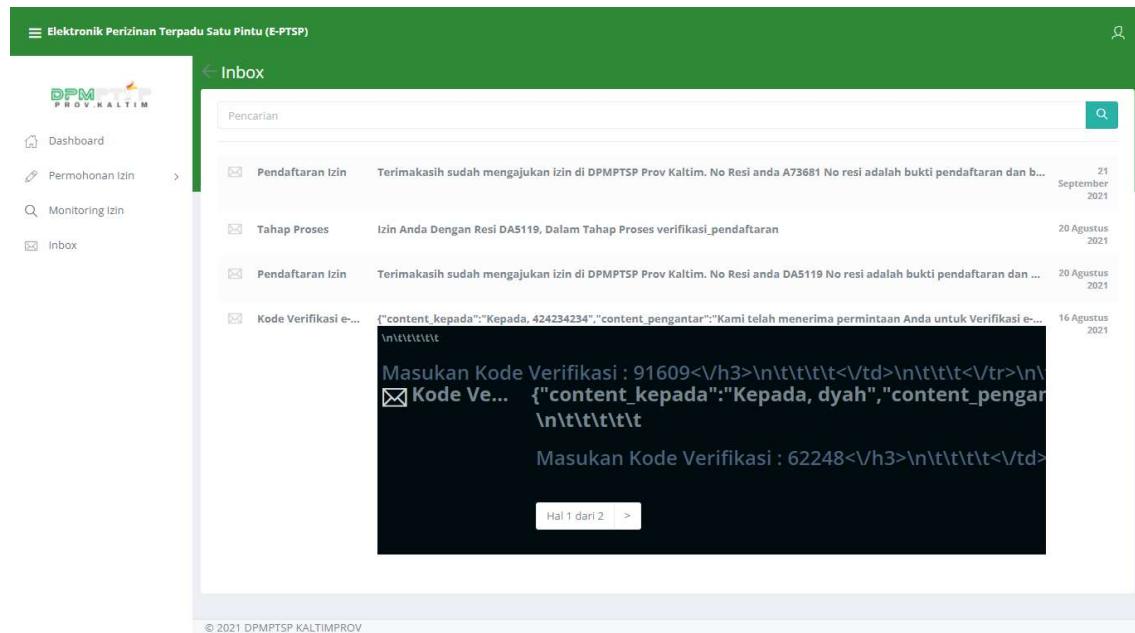 Elektronik Perizinan Terpadu Satu Pintu (E-PTSP)
Inbox
DPMPTSP
PROV.KALTIM
Dashboard
Permohonan Izin >
Monitoring Izin
Inbox
Pencarian
Pendaftaran Izin Terimakasih sudah mengajukan izin di DPMPTSP Prov Kaltim. No Resi anda A73681 No resi adalah bukti pendaftaran dan b... 21 September 2021
Tahap Proses Izin Anda Dengan Resi DA5119, Dalam Tahap Proses verifikasi_pendaftaran 20 Agustus 2021
Pendaftaran Izin Terimakasih sudah mengajukan izin di DPMPTSP Prov Kaltim. No Resi anda DA5119 No resi adalah bukti pendaftaran dan ... 20 Agustus 2021
Kode Verifikasi e-... {"content_kepada":"Kepada, 424234234","content_pengantar":"Kami telah menerima permintaan Anda untuk Verifikasi e-... 16 Agustus 2021
\n\t\t\t\t\t
Masukan Kode Verifikasi : 91609<\/h3>\n\t\t\t\t<\/td>\n\t\t\t<\/tr>\n\
Kode Ve... {"content_kepada":"Kepada, dyah","content_pengan
\n\t\t\t\t\t
Masukan Kode Verifikasi : 62248<\/h3>\n\t\t\t\t<\/td>
Hal 1 dari 2 >
© 2021 DPMPTSP KALTIMPROV